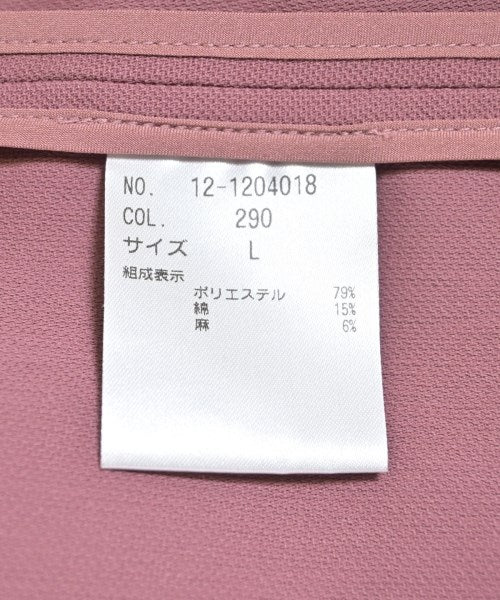 NO. 12-1204018
COL. 290
サイズ L
組成表示
ポリエステル 79%
綿 15%
麻 6%